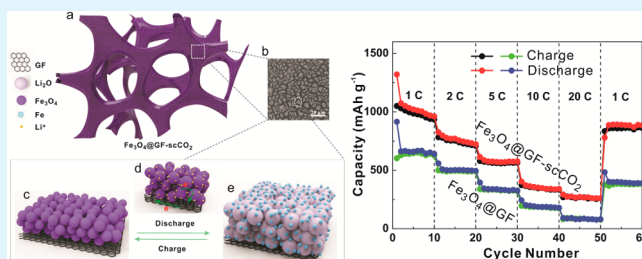 a
b
GF
Li₂O
Fe₃O₄
Fe
Li⁺
Fe₃O₄@GF-scCO₂
c
d
e
Discharge
Charge
Capacity (mAh g⁻¹)
1500
1000
500
0
Charge
Discharge
1 C
2 C
5 C
10 C
20 C
1 C
Fe₃O₄@GF-scCO₂
Fe₃O₄@GF
0
10
20
30
40
50
60
Cycle Number